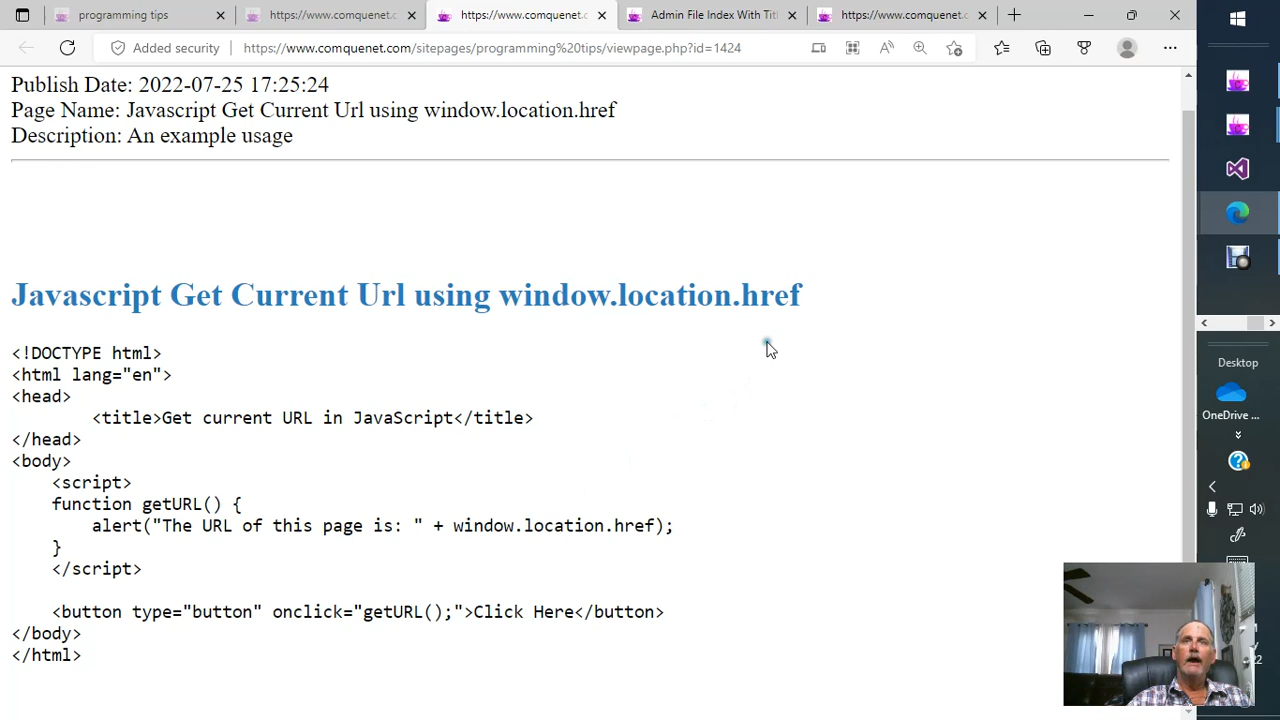 programming tips
https://www.comquenet.c
https://www.comquenet.c
Admin File Index With Titl
https://www.comquenet.c
Added security
https://www.comquenet.com/sitepages/programming%20tips/viewpage.php?id=1424
Publish Date: 2022-07-25 17:25:24
Page Name: Javascript Get Current Url using window.location.href
Description: An example usage
Javascript Get Current Url using window.location.href
<!DOCTYPE html>
<html lang="en">
<head>
<title>Get current URL in JavaScript</title>
</head>
<body>
<script>
function getURL() {
alert("The URL of this page is: " + window.location.href);
}
</script>
<button type="button" onclick="getURL();">Click Here</button>
</body>
</html>
Desktop
OneDrive ...